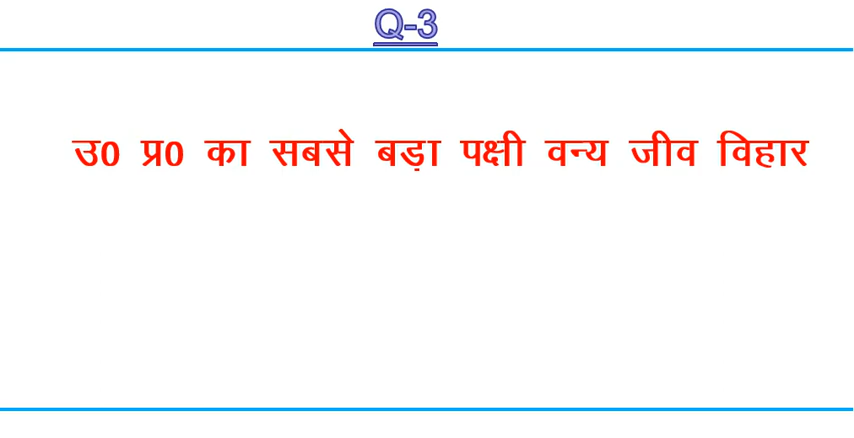 Q-3
उ0 प्र0 का सबसे बड़ा पक्षी वन्य जीव विहार